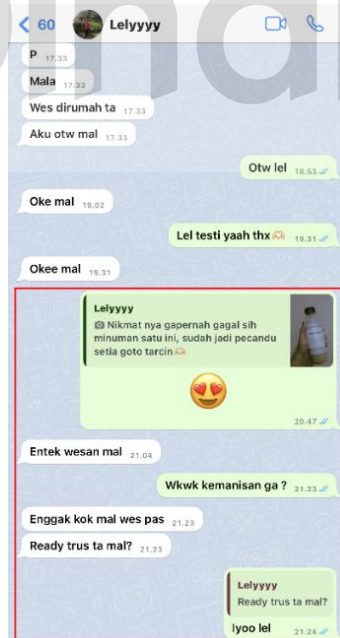 60 Lelyyyy
P 17.33
Mala 17.33
Wes dirumah ta 17.33
Aku otw mal 17.33
Otw lel 18.53
Oke mal 19.02
Lel testi yaah thx🫶 19.31
Okee mal 19.31
Lelyyyy
📷 Nikmat nya gapernah gagal sih
minuman satu ini, sudah jadi pecandu
setia goto tarcin🫶
😍
20.47
Entek wesan mal 21.04
Wkwk kemanisan ga ? 21.23
Enggak kok mal wes pas 21.23
Ready trus ta mal? 21.23
Lelyyyy
Ready trus ta mal?
Iyoo lel 21.24